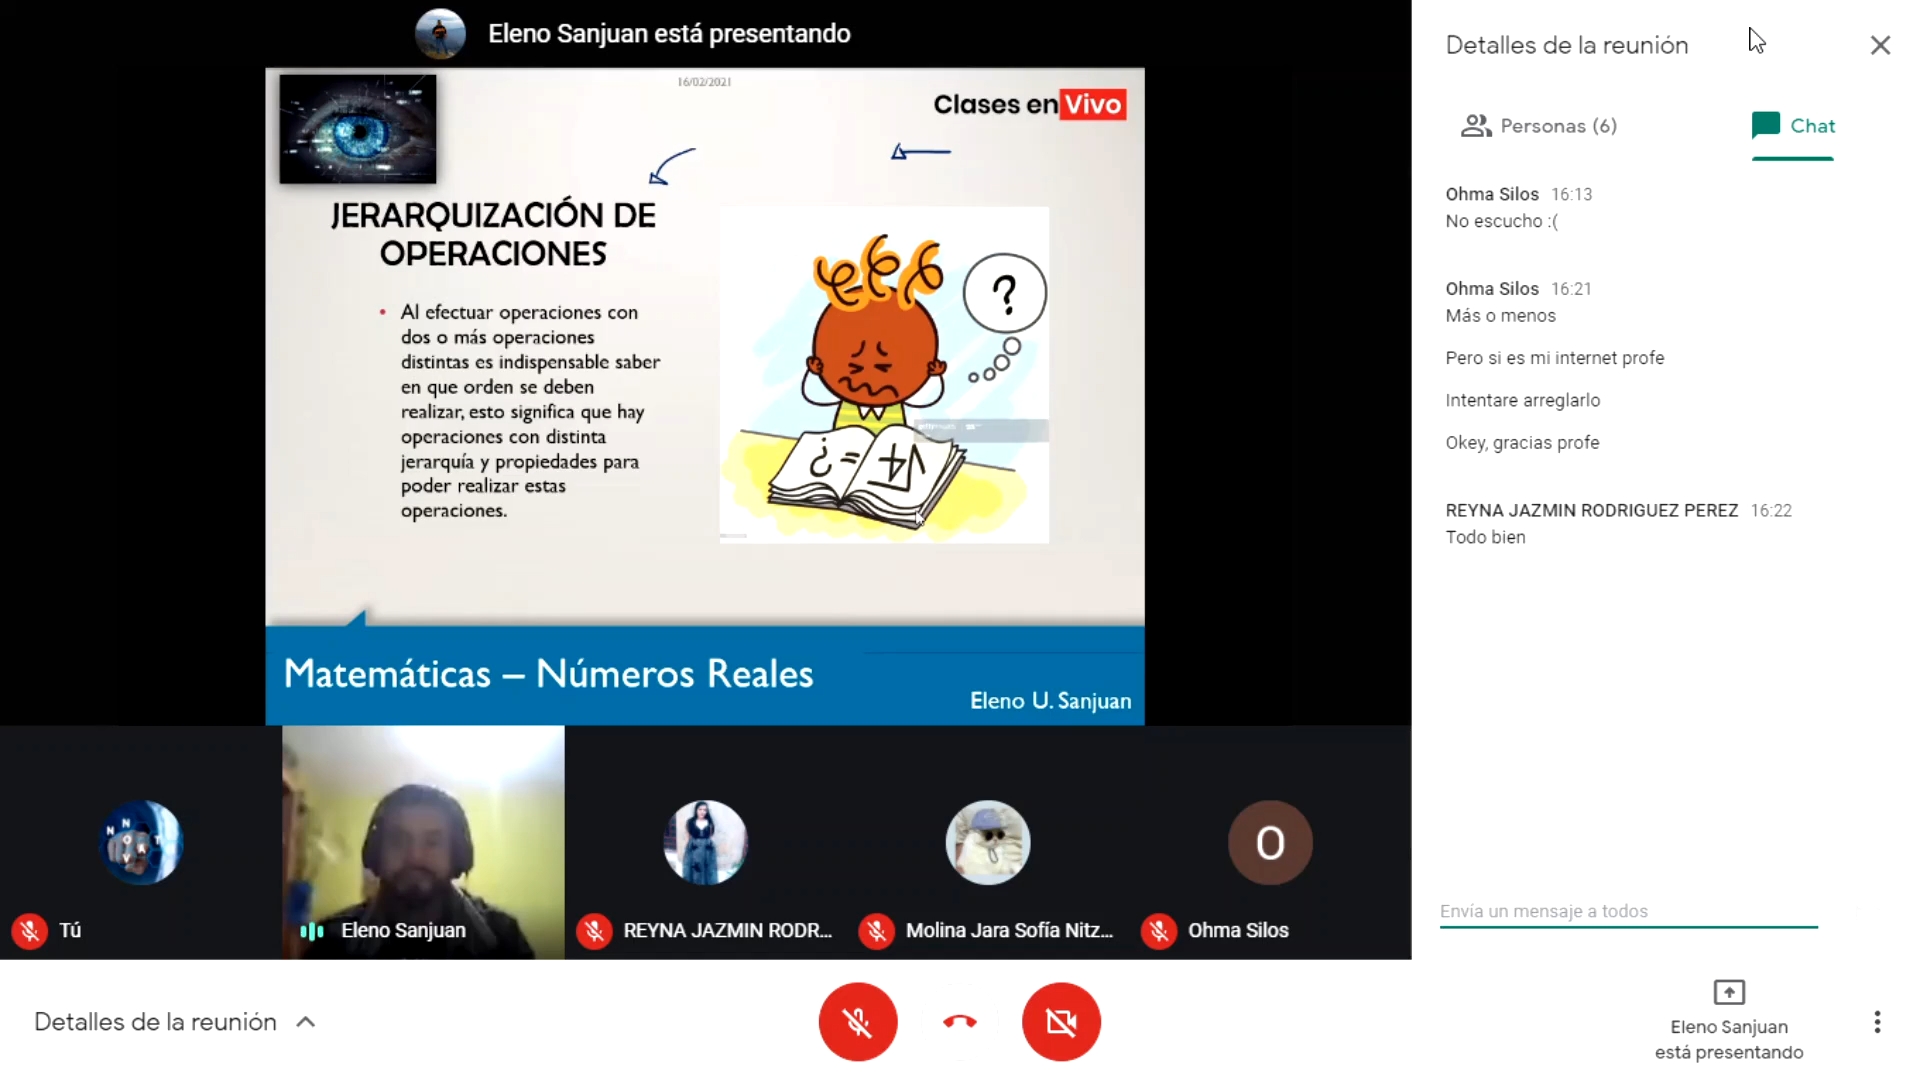 Eleno Sanjuan está presentando
16/02/2021
Clases en Vivo
JERARQUIZACIÓN DE
OPERACIONES
• Al efectuar operaciones con
dos o más operaciones
distintas es indispensable saber
en que orden se deben
realizar, esto significa que hay
operaciones con distinta
jerarquía y propiedades para
poder realizar estas
operaciones.
?
¿ = √4
Matemáticas – Números Reales
Eleno U. Sanjuan
Tú
Eleno Sanjuan
REYNA JAZMIN RODR...
Molina Jara Sofía Nitz...
O
Ohma Silos
Detalles de la reunión
Detalles de la reunión
Personas (6)
Chat
Ohma Silos 16:13
No escucho :(
Ohma Silos 16:21
Más o menos
Pero si es mi internet profe
Intentare arreglarlo
Okey, gracias profe
REYNA JAZMIN RODRIGUEZ PEREZ 16:22
Todo bien
Envía un mensaje a todos
Eleno Sanjuan
está presentando